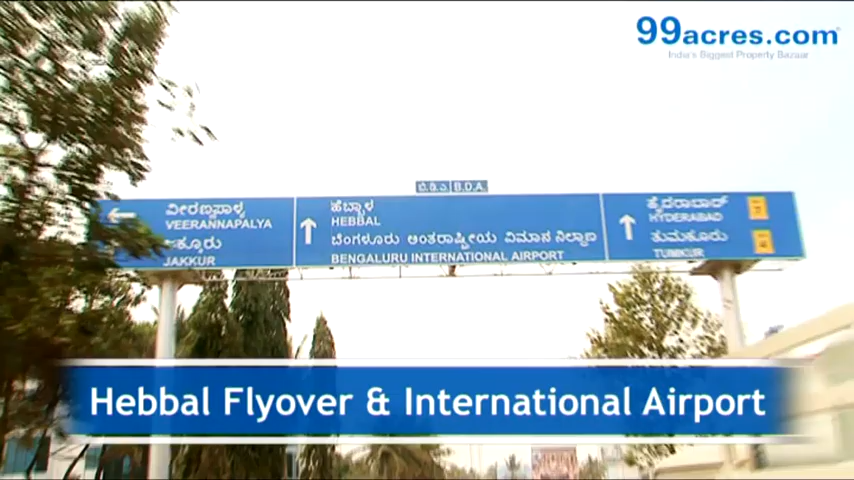 99acres.com
India's Biggest Property Bazaar
ಬಿ.ಡಿ.ಎ B.D.A.
ವೀರಣ್ಣಪಾಳ್ಯ
VEERANNAPALYA
ಜಕ್ಕೂರು
JAKKUR
ಹೆಬ್ಬಾಳ
HEBBAL
ಬೆಂಗಳೂರು ಅಂತರಾಷ್ಟ್ರೀಯ ವಿಮಾನ ನಿಲ್ದಾಣ
BENGALURU INTERNATIONAL AIRPORT
ಹೈದರಾಬಾದ್
HYDERABAD
ತುಮಕೂರು
TUMKUR
Hebbal Flyover & International Airport